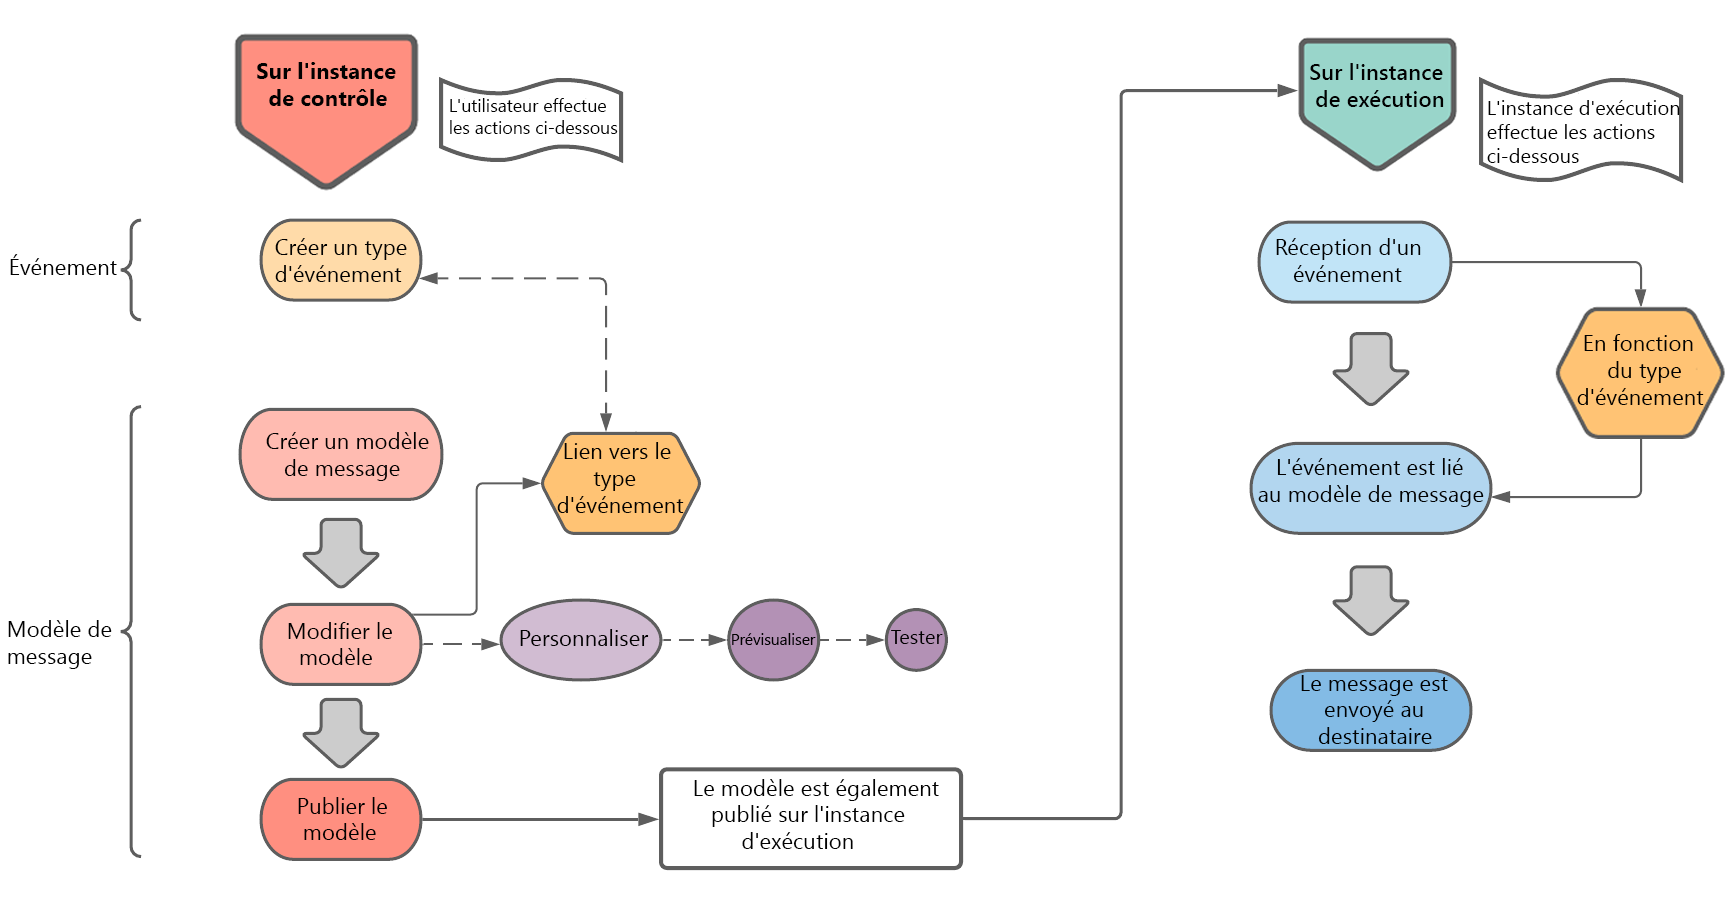 Sur l'instance
de contrôle
L'utilisateur effectue
les actions ci-dessous
Événement
Créer un type
d'événement
Créer un modèle
de message
Lien vers le
type
d'événement
Modèle de
message
Modifier le
modèle
Personnaliser
Prévisualiser
Tester
Publier le
modèle
Le modèle est également
publié sur l'instance
d'exécution
Sur l'instance
de exécution
L'instance d'exécution
effectue les actions
ci-dessous
Réception d'un
événement
En fonction
du type
d'événement
L'événement est lié
au modèle de message
Le message est
envoyé au
destinataire